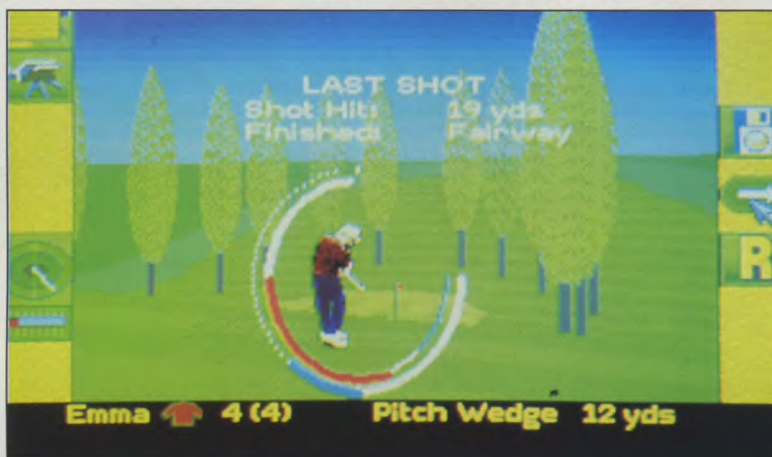 LAST SHOT
Shot Hit: 19 yds
Finished: Fairway
R
Emma 4 (4) Pitch Wedge 12 yds